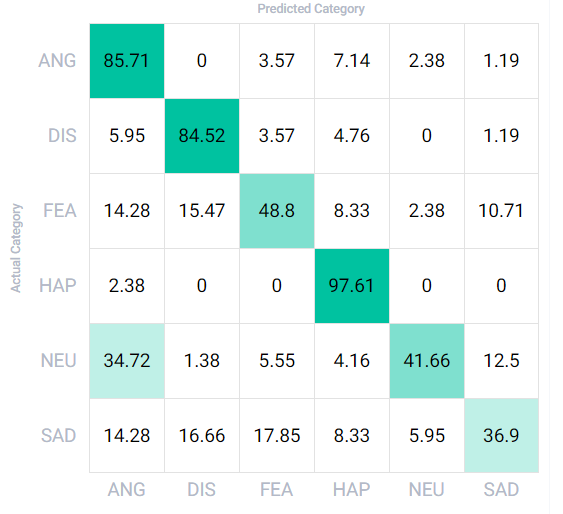 Predicted Category
ANG 85.71 0 3.57 7.14 2.38 1.19
DIS 5.95 84.52 3.57 4.76 0 1.19
FEA 14.28 15.47 48.8 8.33 2.38 10.71
Actual Category
HAP 2.38 0 0 97.61 0 0
NEU 34.72 1.38 5.55 4.16 41.66 12.5
SAD 14.28 16.66 17.85 8.33 5.95 36.9
ANG DIS FEA HAP NEU SAD